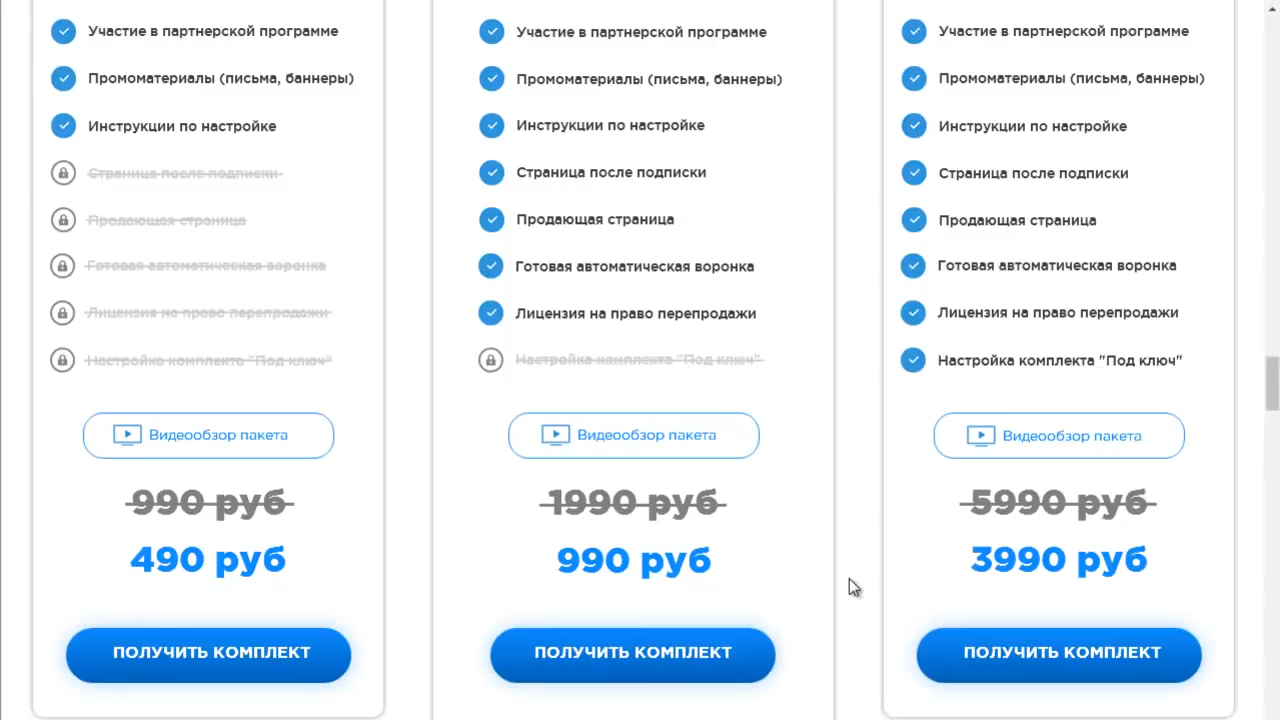 Участие в партнерской программе
Промоматериалы (письма, баннеры)
Инструкции по настройке
Страница после подписки
Продающая страница
Готовая автоматическая воронка
Лицензия на право перепродажи
Настройка комплекта "Под ключ"
Видеообзор пакета
990 руб
490 руб
ПОЛУЧИТЬ КОМПЛЕКТ
Участие в партнерской программе
Промоматериалы (письма, баннеры)
Инструкции по настройке
Страница после подписки
Продающая страница
Готовая автоматическая воронка
Лицензия на право перепродажи
Настройка комплекта "Под ключ"
Видеообзор пакета
1990 руб
990 руб
ПОЛУЧИТЬ КОМПЛЕКТ
Участие в партнерской программе
Промоматериалы (письма, баннеры)
Инструкции по настройке
Страница после подписки
Продающая страница
Готовая автоматическая воронка
Лицензия на право перепродажи
Настройка комплекта "Под ключ"
Видеообзор пакета
5990 руб
3990 руб
ПОЛУЧИТЬ КОМПЛЕКТ